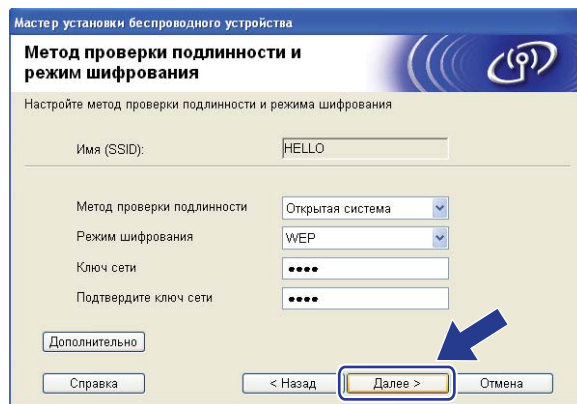 Мастер установки беспроводного устройства
Метод проверки подлинности и
режим шифрования
Настройте метод проверки подлинности и режима шифрования
Имя (SSID):
HELLO
Метод проверки подлинности
Открытая система
Режим шифрования
WEP
Ключ сети
••••
Подтвердите ключ сети
••••
Дополнительно
Справка
< Назад
Далее >
Отмена